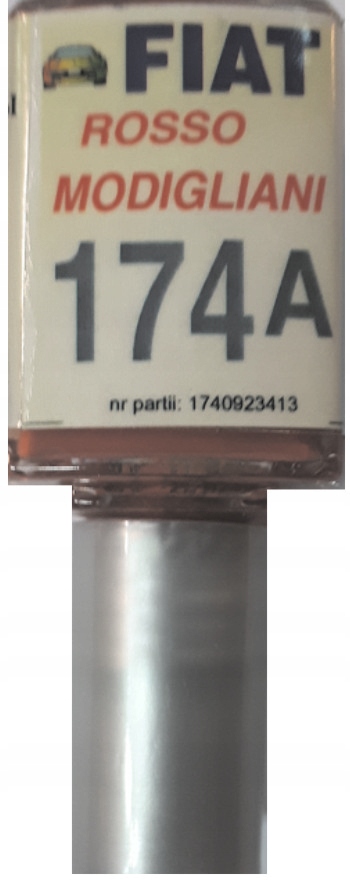 FIAT
ROSSO
MODIGLIANI
174A
nr partii: 1740923413